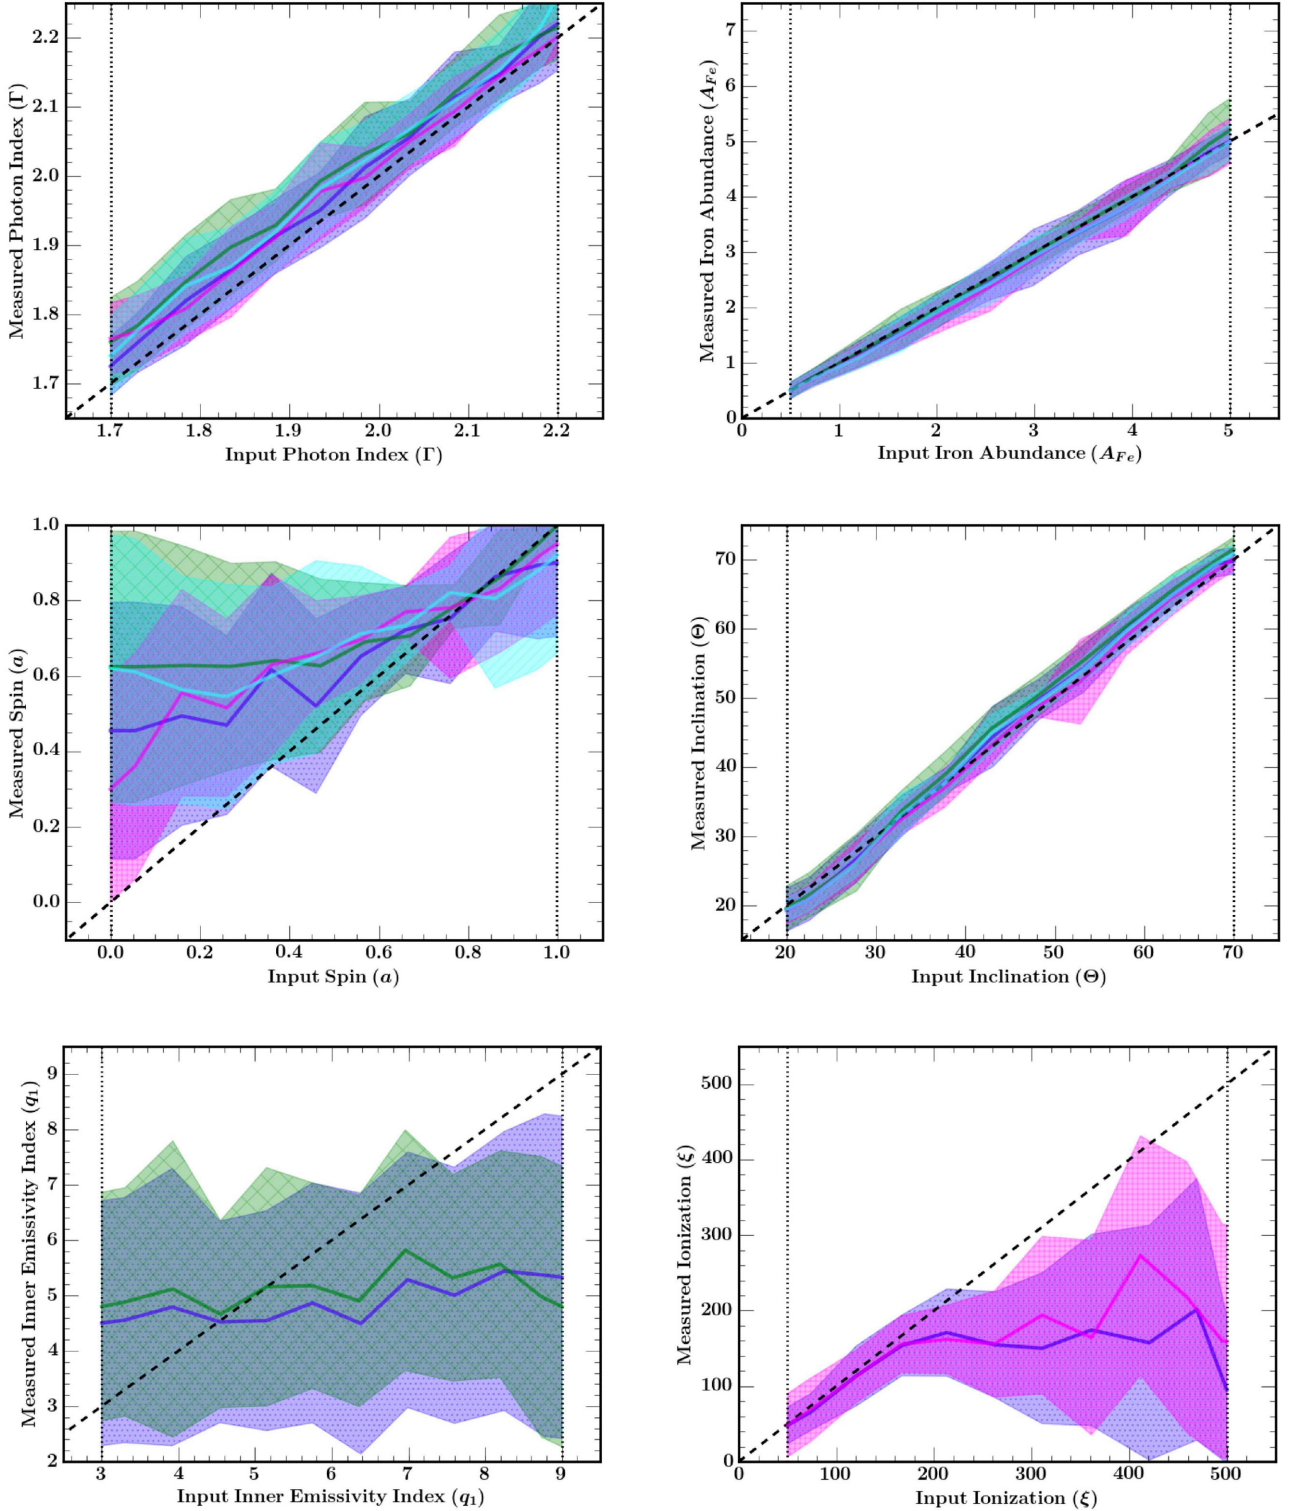 Measured Photon Index (Γ)
2.2
2.1
2.0
1.9
1.8
1.7
1.7 1.8 1.9 2.0 2.1 2.2
Input Photon Index (Γ)
Measured Iron Abundance (A_Fe)
7
6
5
4
3
2
1
0
0 1 2 3 4 5
Input Iron Abundance (A_Fe)
Measured Spin (a)
1.0
0.8
0.6
0.4
0.2
0.0
0.0 0.2 0.4 0.6 0.8 1.0
Input Spin (a)
Measured Inclination (Θ)
70
60
50
40
30
20
20 30 40 50 60 70
Input Inclination (Θ)
Measured Inner Emissivity Index (q₁)
9
8
7
6
5
4
3
2
3 4 5 6 7 8 9
Input Inner Emissivity Index (q₁)
Measured Ionization (ξ)
500
400
300
200
100
0
0 100 200 300 400 500
Input Ionization (ξ)